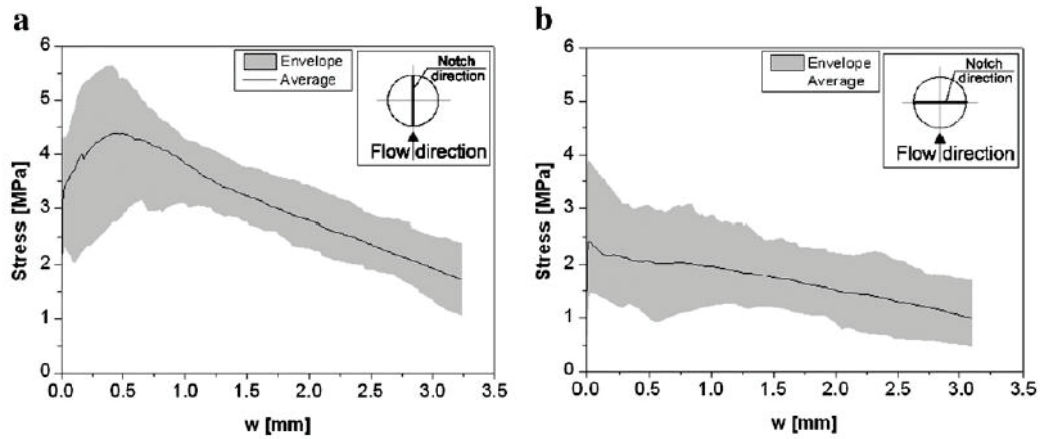 a
6
5
4
3
2
1
0
Stress [MPa]
Envelope
Average
Notch
direction
Flow direction
0.0 0.5 1.0 1.5 2.0 2.5 3.0 3.5
w [mm]
b
6
5
4
3
2
1
0
Stress [MPa]
Envelope
Average
Notch
direction
Flow direction
0.0 0.5 1.0 1.5 2.0 2.5 3.0 3.5
w [mm]